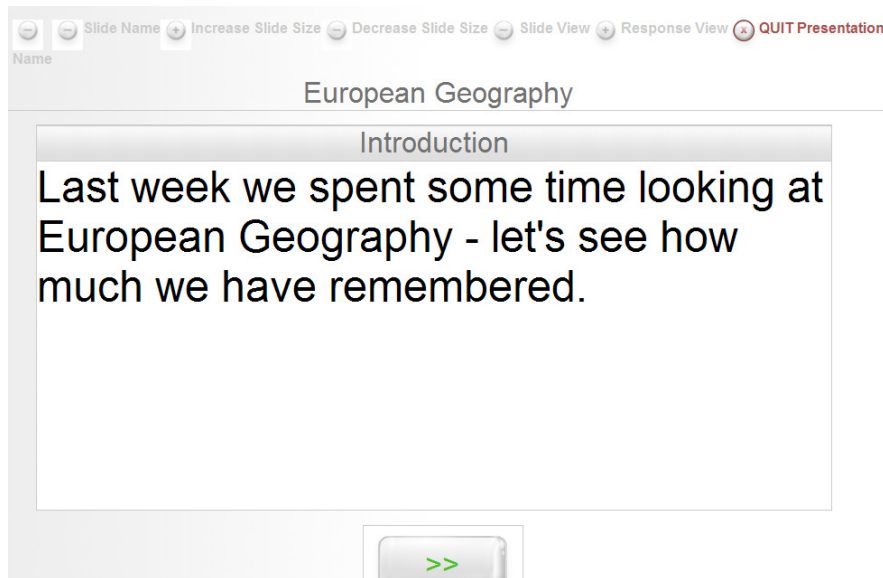 Slide Name Increase Slide Size Decrease Slide Size Slide View Response View QUIT Presentation
Name
European Geography
Introduction
Last week we spent some time looking at
European Geography - let's see how
much we have remembered.
>>